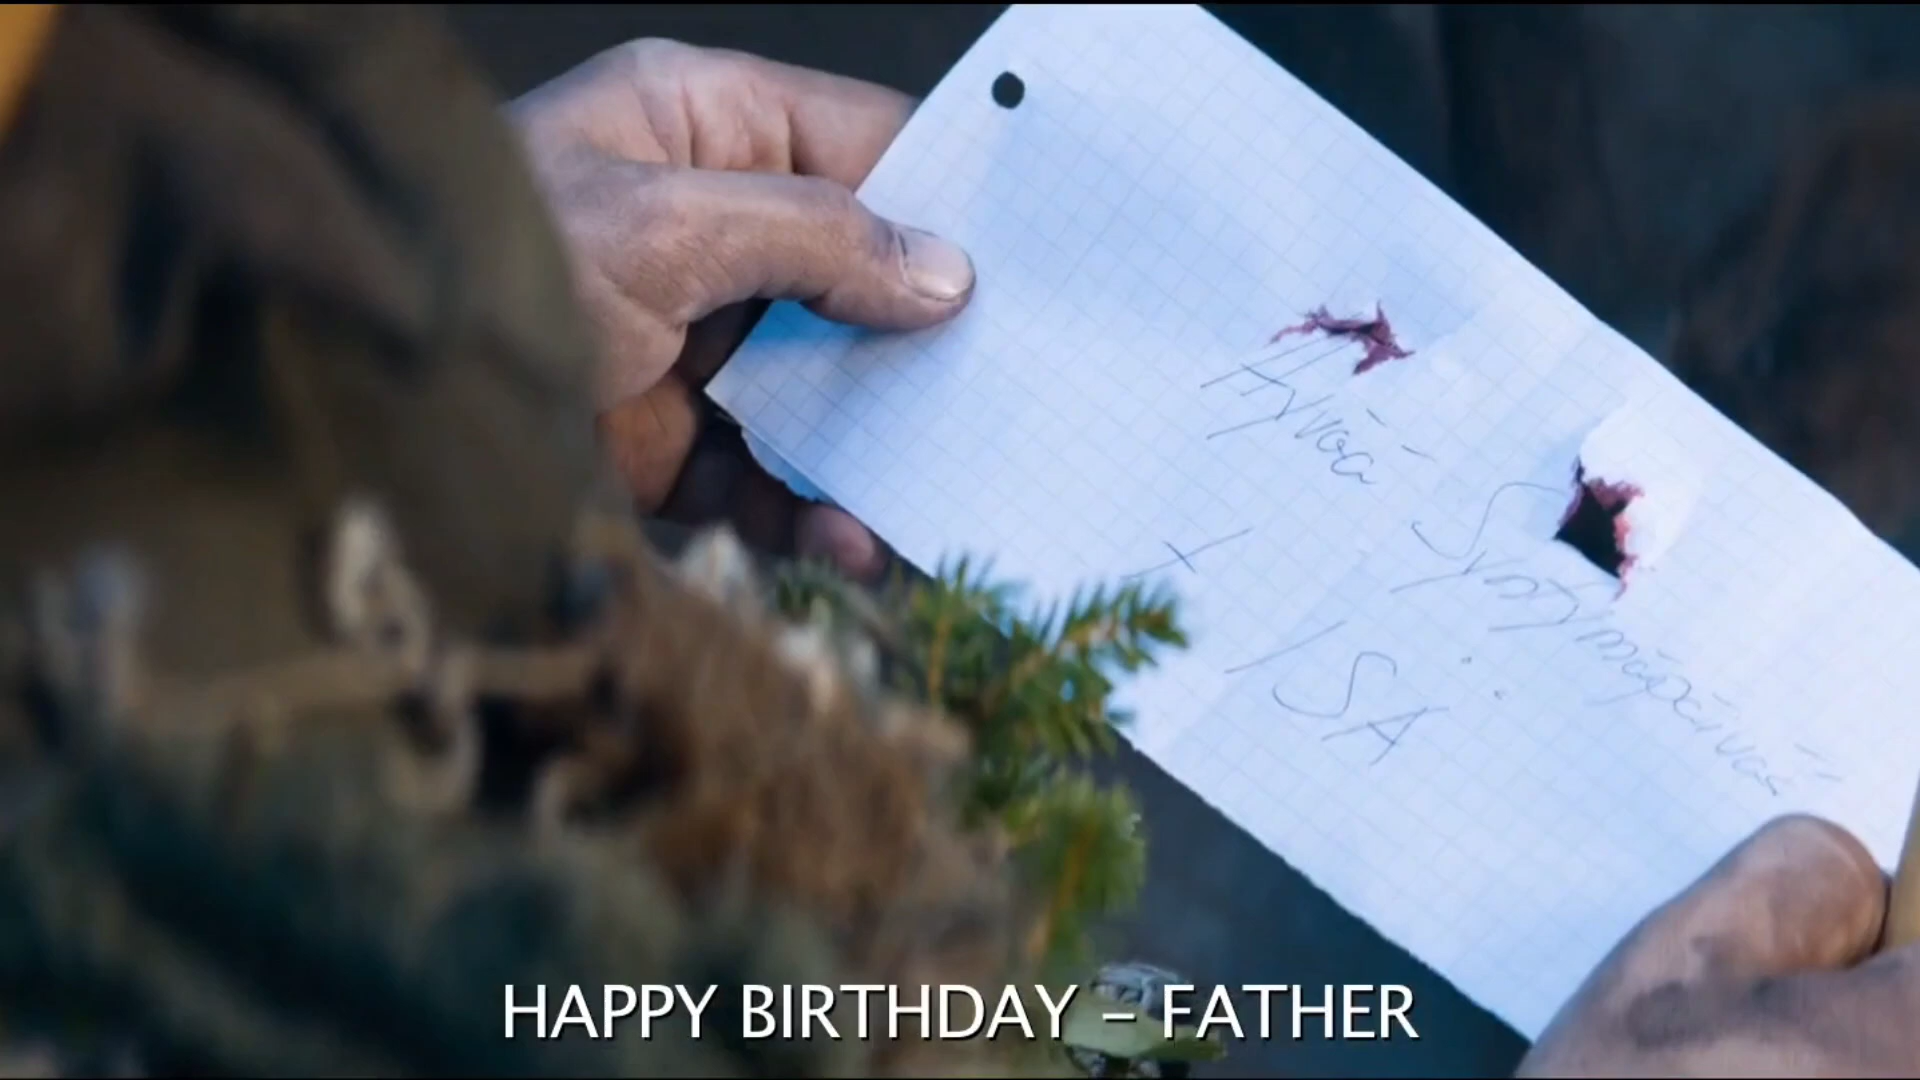 Hyvää
Syntymäpäivää
T
ISÄ
HAPPY BIRTHDAY – FATHER